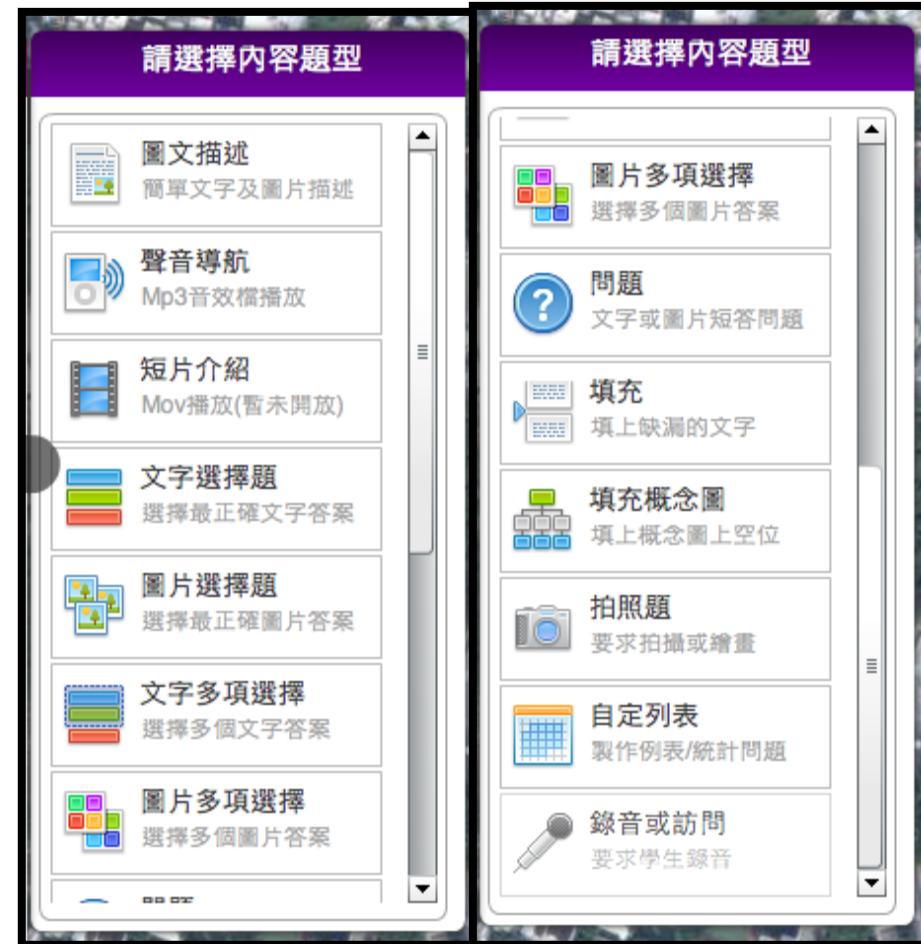 請選擇內容題型
圖文描述
簡單文字及圖片描述
聲音導航
Mp3音效檔播放
短片介紹
Mov播放(暫未開放)
文字選擇題
選擇最正確文字答案
圖片選擇題
選擇最正確圖片答案
文字多項選擇
選擇多個文字答案
圖片多項選擇
選擇多個圖片答案
請選擇內容題型
圖片多項選擇
選擇多個圖片答案
問題
文字或圖片短答問題
填充
填上缺漏的文字
填充概念圖
填上概念圖上空位
拍照題
要求拍攝或繪畫
自定列表
製作例表/統計問題
錄音或訪問
要求學生錄音